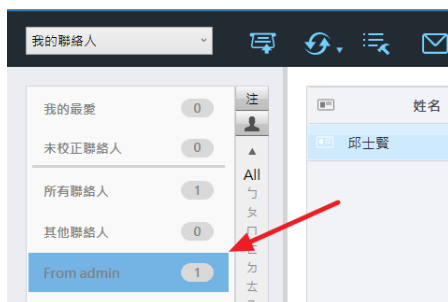 我的聯絡人
我的最愛 0
未校正聯絡人 0
所有聯絡人 1
其他聯絡人 0
From admin 1
注
All
ㄅ
ㄆ
ㄇ
ㄉ
ㄊ
姓名
邱士賢